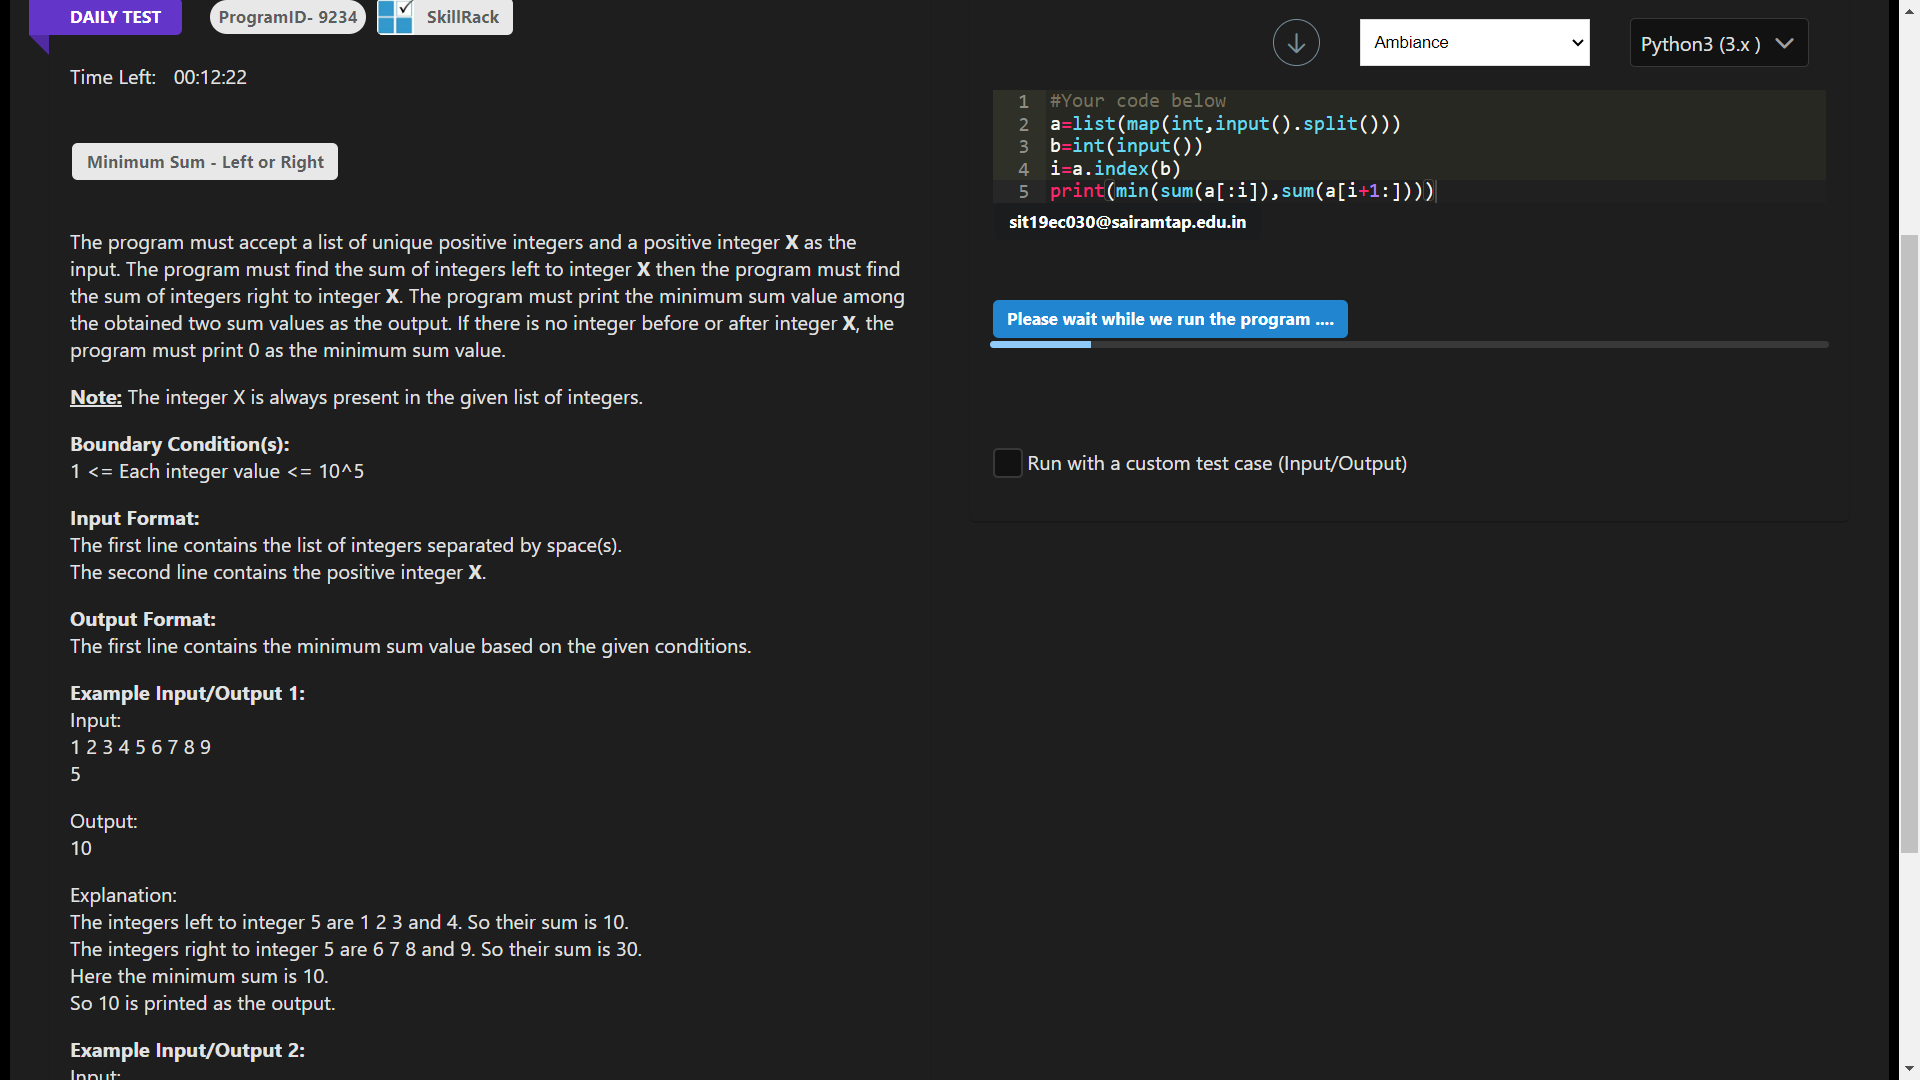 DAILY TEST
ProgramID- 9234
SkillRack
Time Left: 00:12:22
Minimum Sum - Left or Right
The program must accept a list of unique positive integers and a positive integer X as the
input. The program must find the sum of integers left to integer X then the program must find
the sum of integers right to integer X. The program must print the minimum sum value among
the obtained two sum values as the output. If there is no integer before or after integer X, the
program must print 0 as the minimum sum value.
Note: The integer X is always present in the given list of integers.
Boundary Condition(s):
1 <= Each integer value <= 10^5
Input Format:
The first line contains the list of integers separated by space(s).
The second line contains the positive integer X.
Output Format:
The first line contains the minimum sum value based on the given conditions.
Example Input/Output 1:
Input:
1 2 3 4 5 6 7 8 9
5
Output:
10
Explanation:
The integers left to integer 5 are 1 2 3 and 4. So their sum is 10.
The integers right to integer 5 are 6 7 8 and 9. So their sum is 30.
Here the minimum sum is 10.
So 10 is printed as the output.
Example Input/Output 2:
Input:
Ambiance
Python3 (3.x )
1 #Your code below
2 a=list(map(int,input().split()))
3 b=int(input())
4 i=a.index(b)
5 print(min(sum(a[:i]),sum(a[i+1:])))
sit19ec030@sairamtap.edu.in
Please wait while we run the program ....
Run with a custom test case (Input/Output)